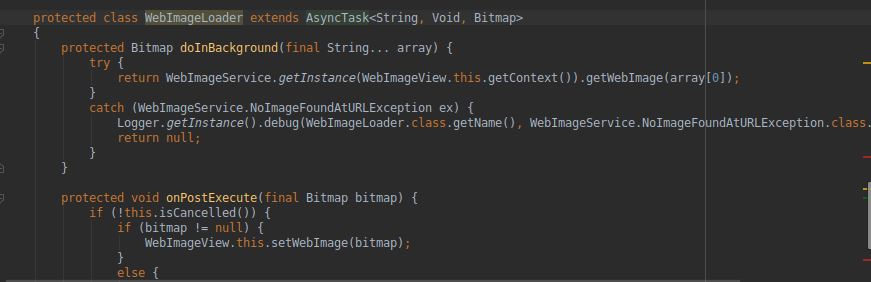 protected class WebImageLoader extends AsyncTask<String, Void, Bitmap>
{
protected Bitmap doInBackground(final String... array) {
try {
return WebImageService.getInstance(WebImageView.this.getContext()).getWebImage(array[0]);
}
catch (WebImageService.NoImageFoundAtURLException ex) {
Logger.getInstance().debug(WebImageLoader.class.getName(), WebImageService.NoImageFoundAtURLException.class.
return null;
}
}
protected void onPostExecute(final Bitmap bitmap) {
if (!this.isCancelled()) {
if (bitmap != null) {
WebImageView.this.setWebImage(bitmap);
}
else {